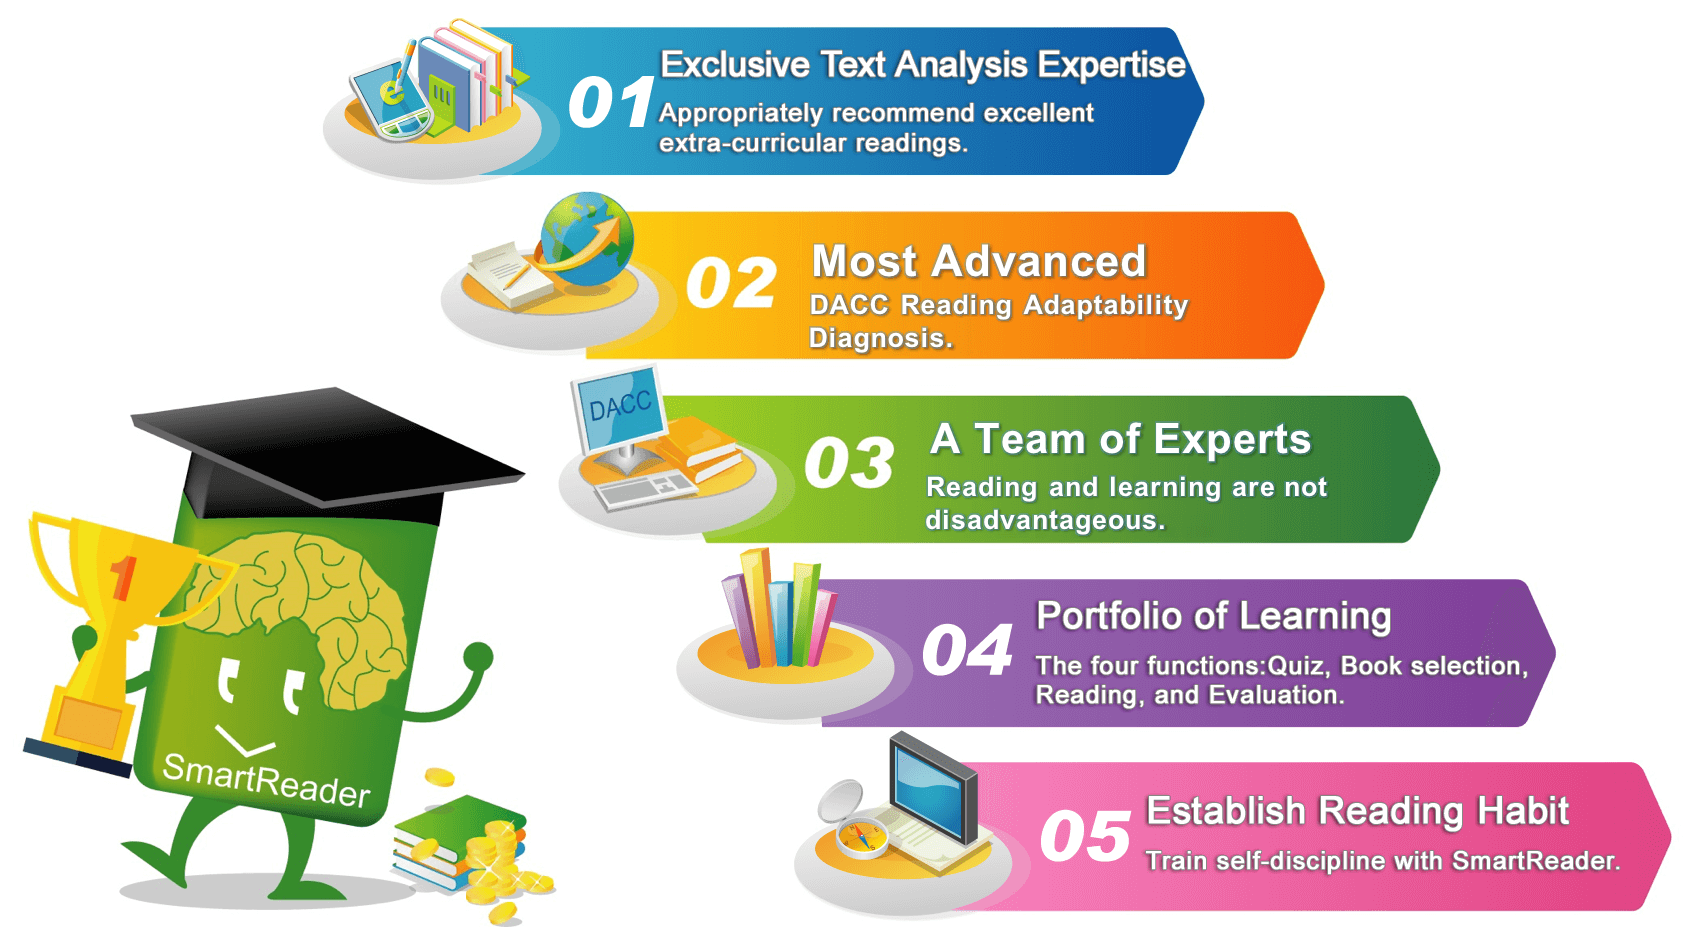 01
Exclusive Text Analysis Expertise
Appropriately recommend excellent
extra-curricular readings.
e
02
Most Advanced
DACC Reading Adaptability
Diagnosis.
DACC
03
A Team of Experts
Reading and learning are not
disadvantageous.
04
Portfolio of Learning
The four functions:Quiz, Book selection,
Reading, and Evaluation.
05
Establish Reading Habit
Train self-discipline with SmartReader.
1
SmartReader